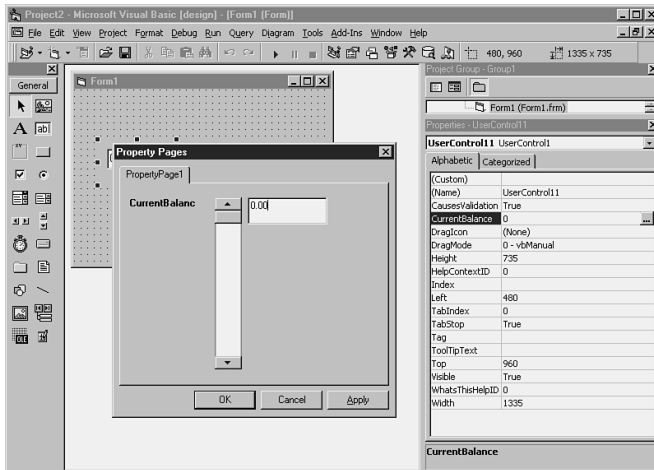 Project2 - Microsoft Visual Basic [design] - [Form1 (Form)]
File Edit View Project Format Debug Run Query Diagram Tools Add-Ins Window Help
480, 960
1335 x 735
General
A
ab
OLE
Form1
Property Pages
PropertyPage1
CurrentBalanc
0.00
OK
Cancel
Apply
Project Group - Group1
Form1 (Form1.frm)
Properties - UserControl11
UserControl11 UserControl1
Alphabetic Categorized
(Custom)
(Name) UserControl11
CausesValidation True
CurrentBalance 0 ...
DragIcon (None)
DragMode 0 - vbManual
Height 735
HelpContextID 0
Index
Left 480
TabIndex 0
TabStop True
Tag
ToolTipText
Top 960
Visible True
WhatsThisHelpID 0
Width 1335
CurrentBalance